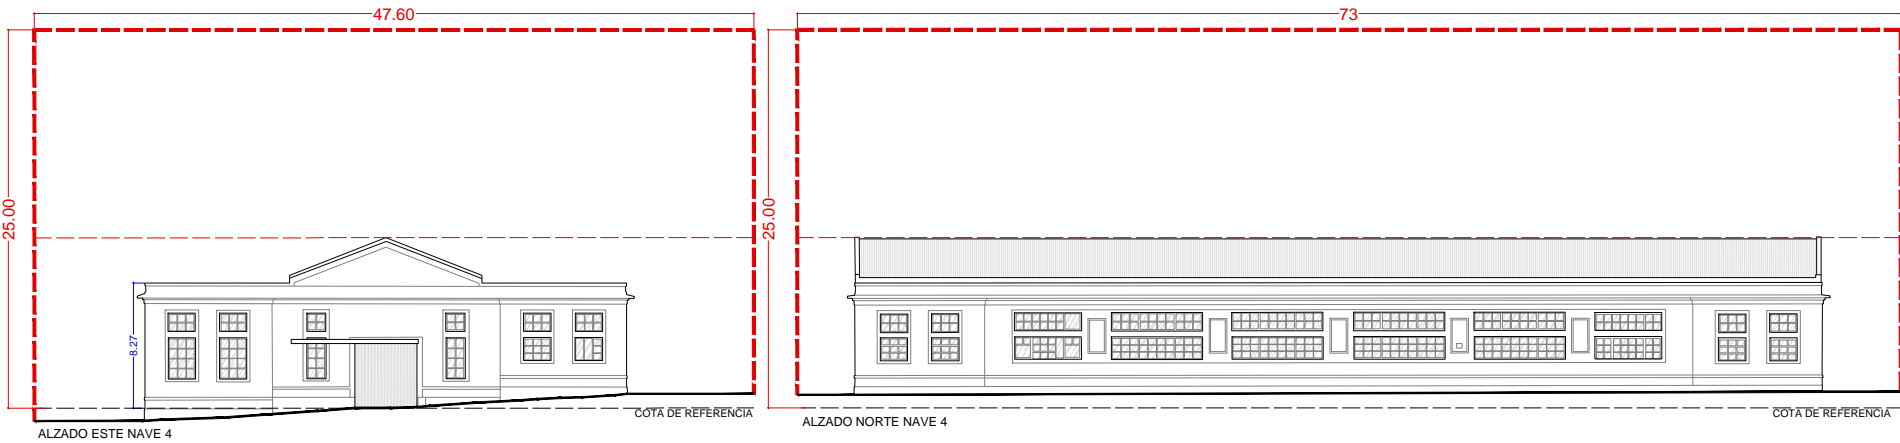 47.60
73
25.00
25.00
8.27
COTA DE REFERENCIA
COTA DE REFERENCIA
ALZADO ESTE NAVE 4
ALZADO NORTE NAVE 4